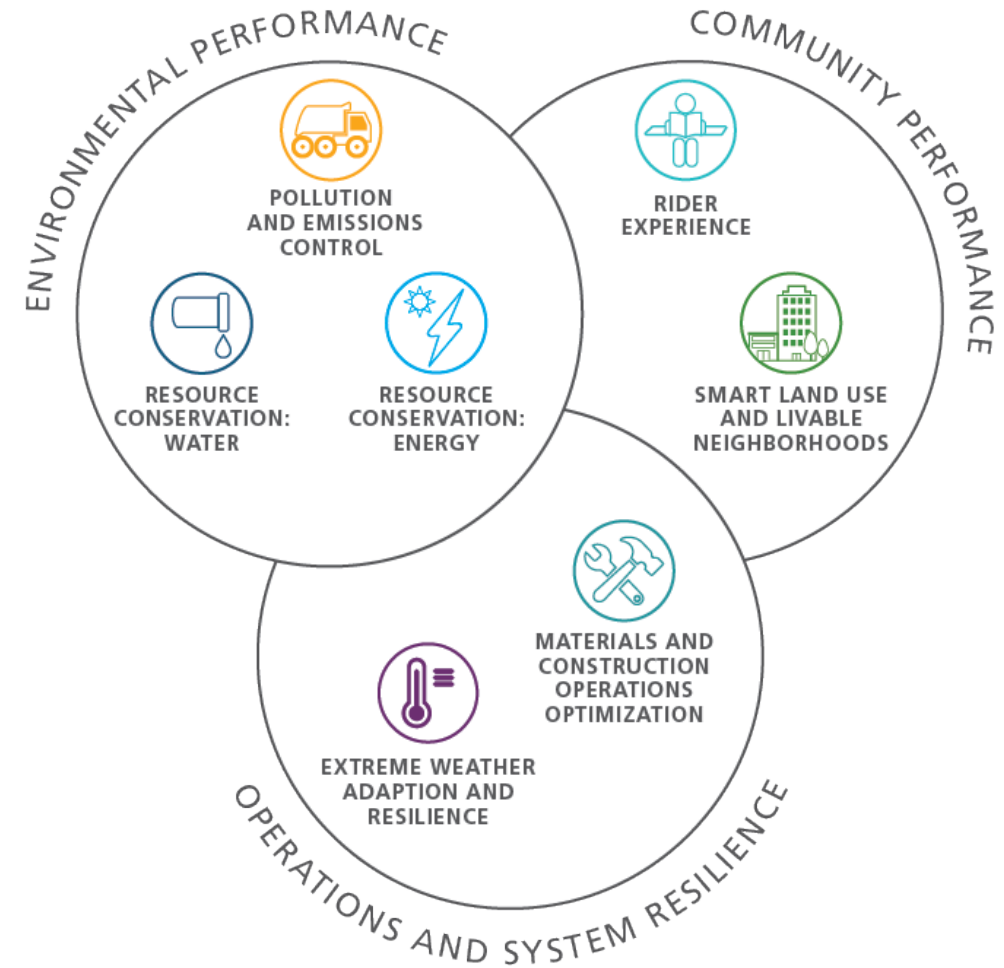 ENVIRONMENTAL PERFORMANCE
COMMUNITY PERFORMANCE
POLLUTION
AND EMISSIONS
CONTROL
RIDER
EXPERIENCE
RESOURCE
CONSERVATION:
WATER
RESOURCE
CONSERVATION:
ENERGY
SMART LAND USE
AND LIVABLE
NEIGHBORHOODS
MATERIALS AND
CONSTRUCTION
OPERATIONS
OPTIMIZATION
EXTREME WEATHER
ADAPTION AND
RESILIENCE
OPERATIONS AND SYSTEM RESILIENCE